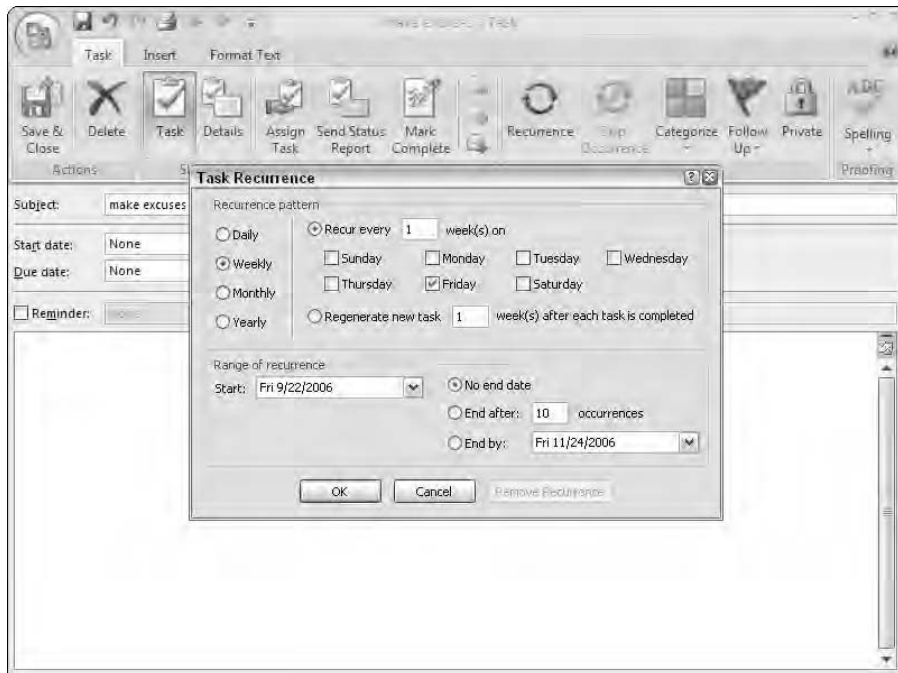 make excuses - Task
Task Insert Format Text
Save & Close
Delete
Task
Details
Assign Task
Send Status Report
Mark Complete
Recurrence
Skip Occurrence
Categorize
Follow Up
Private
ABC
Spelling
Actions
Proofing
Task Recurrence
Subject: make excuses
Start date: None
Due date: None
Reminder: None
Recurrence pattern
Daily
Weekly
Monthly
Yearly
Recur every 1 week(s) on
Sunday Monday Tuesday Wednesday
Thursday Friday Saturday
Regenerate new task 1 week(s) after each task is completed
Range of recurrence
Start: Fri 9/22/2006
No end date
End after: 10 occurrences
End by: Fri 11/24/2006
OK Cancel Remove Recurrence